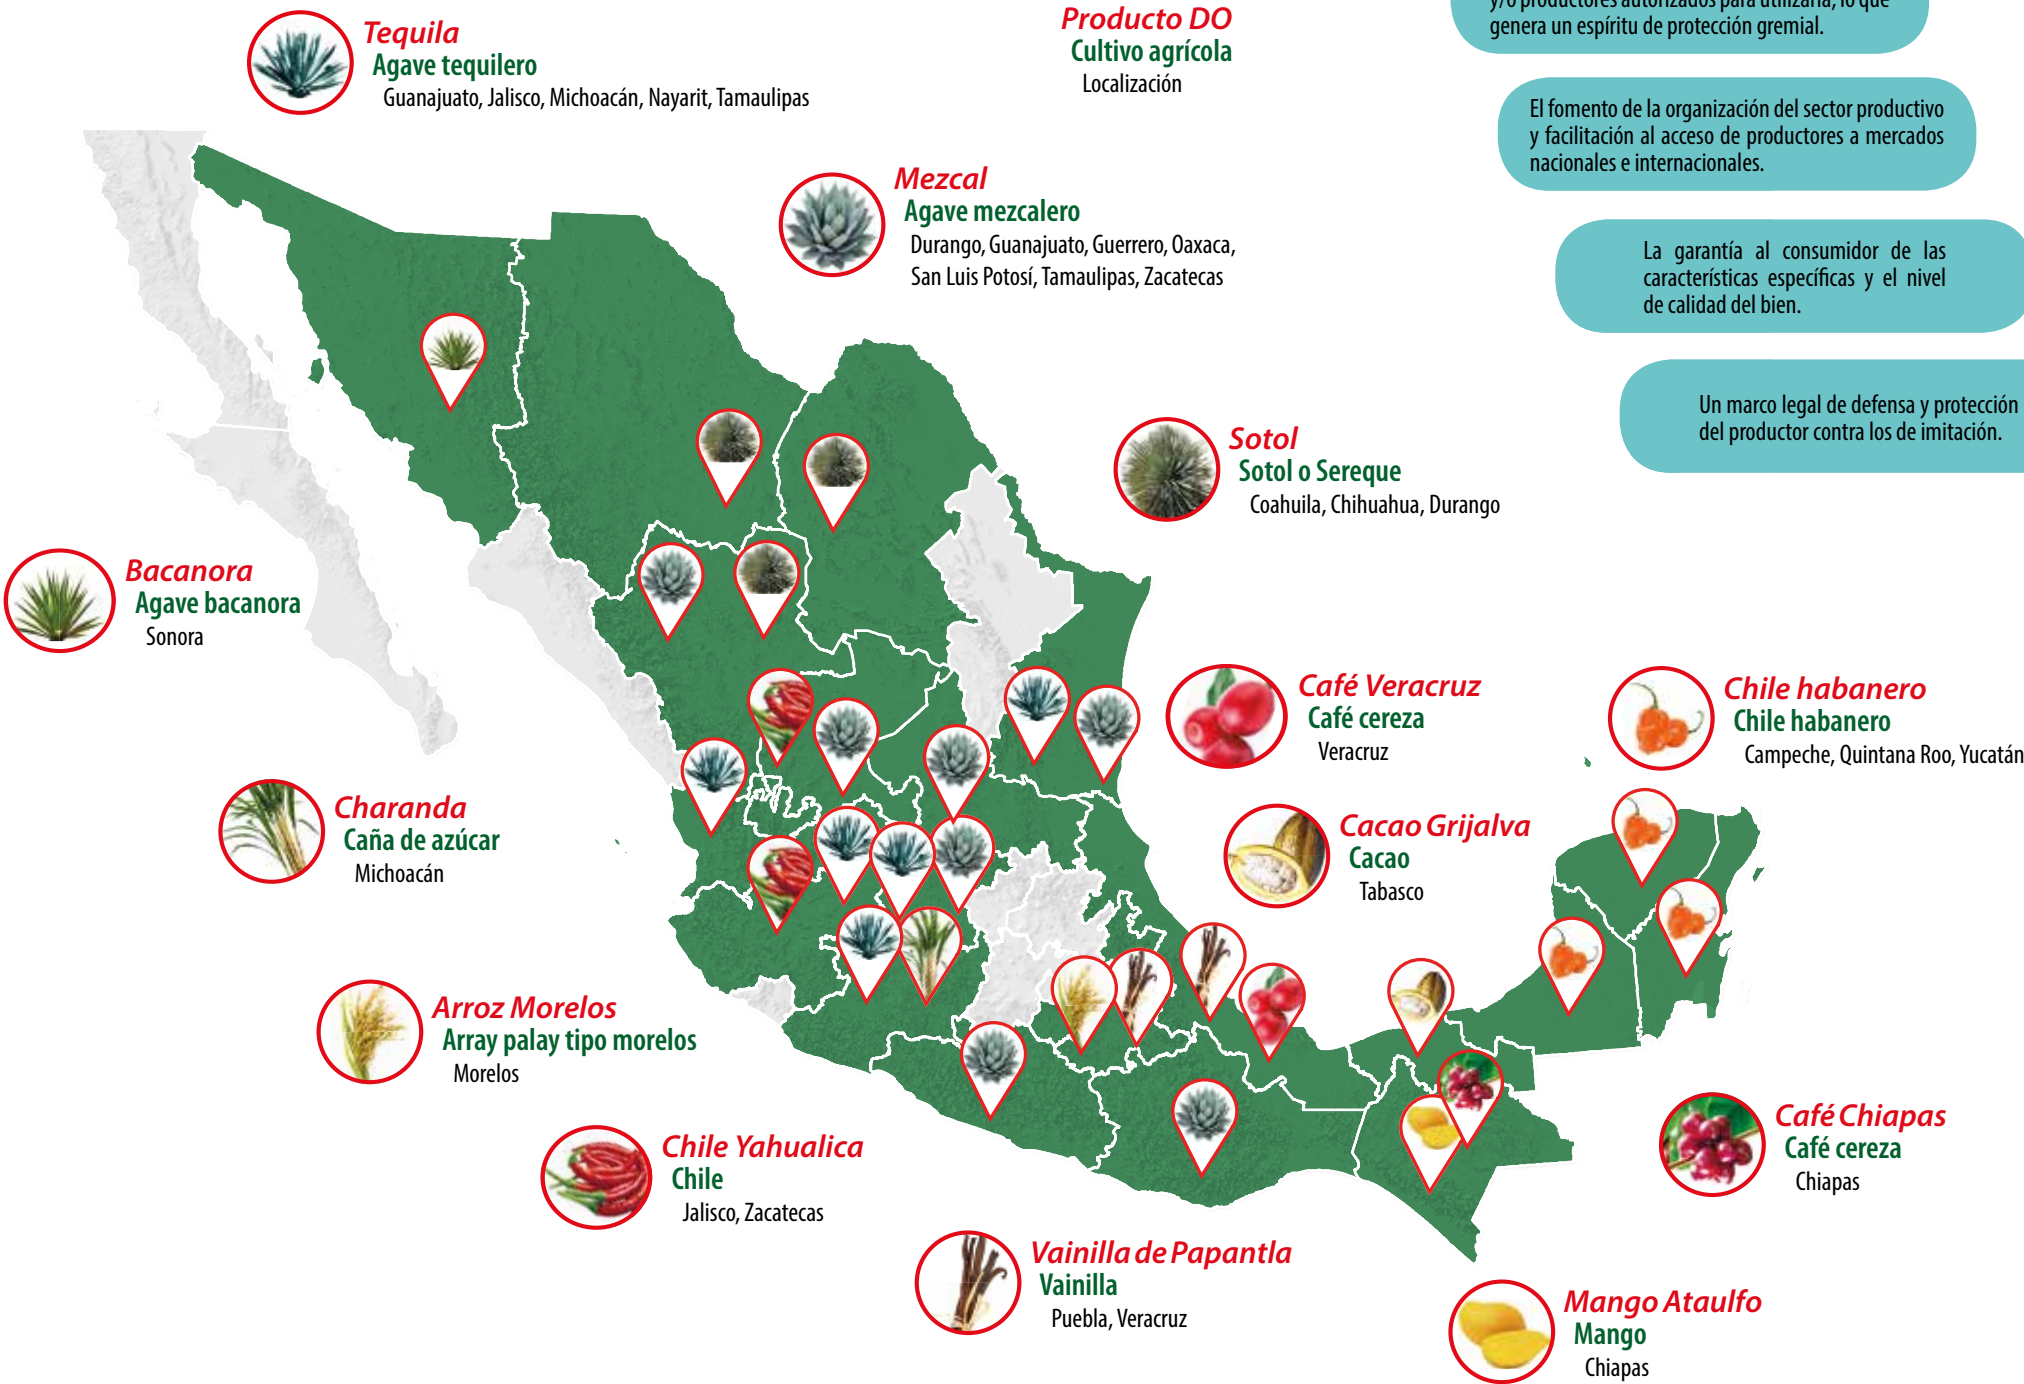 Tequila
Agave tequilero
Guanajuato, Jalisco, Michoacán, Nayarit, Tamaulipas
Producto DO
Cultivo agrícola
Localización
y/o productores autorizados para utilizarla, lo que
genera un espíritu de protección gremial.
El fomento de la organización del sector productivo
y facilitación al acceso de productores a mercados
nacionales e internacionales.
La garantía al consumidor de las
características específicas y el nivel
de calidad del bien.
Un marco legal de defensa y protección
del productor contra los de imitación.
Mezcal
Agave mezcalero
Durango, Guanajuato, Guerrero, Oaxaca,
San Luis Potosí, Tamaulipas, Zacatecas
Sotol
Sotol o Sereque
Coahuila, Chihuahua, Durango
Bacanora
Agave bacanora
Sonora
Café Veracruz
Café cereza
Veracruz
Chile habanero
Chile habanero
Campeche, Quintana Roo, Yucatán
Charanda
Caña de azúcar
Michoacán
Cacao Grijalva
Cacao
Tabasco
Arroz Morelos
Array palay tipo morelos
Morelos
Chile Yahualica
Chile
Jalisco, Zacatecas
Café Chiapas
Café cereza
Chiapas
Vainilla de Papantla
Vainilla
Puebla, Veracruz
Mango Ataulfo
Mango
Chiapas